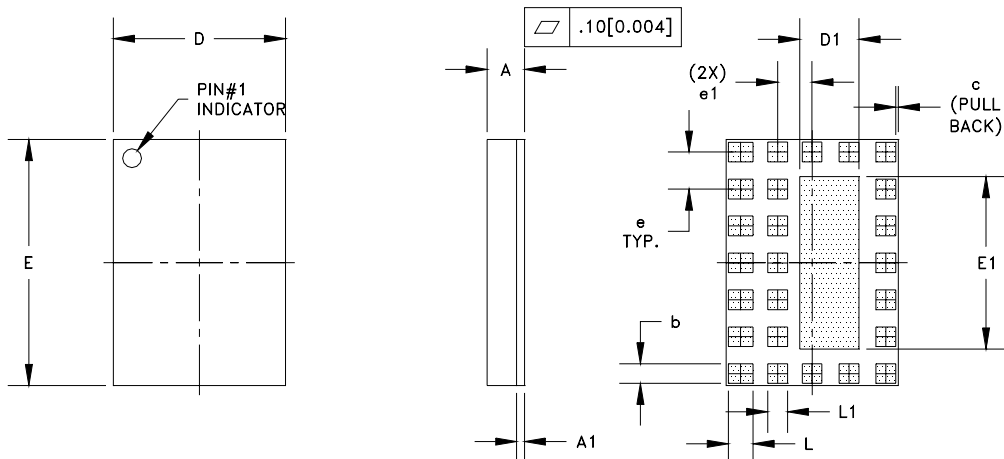 .10[0.004]
D
A
D1
(2X)
e1
c
(PULL
BACK)
PIN#1
INDICATOR
e
TYP.
E
E1
b
L1
A1
L